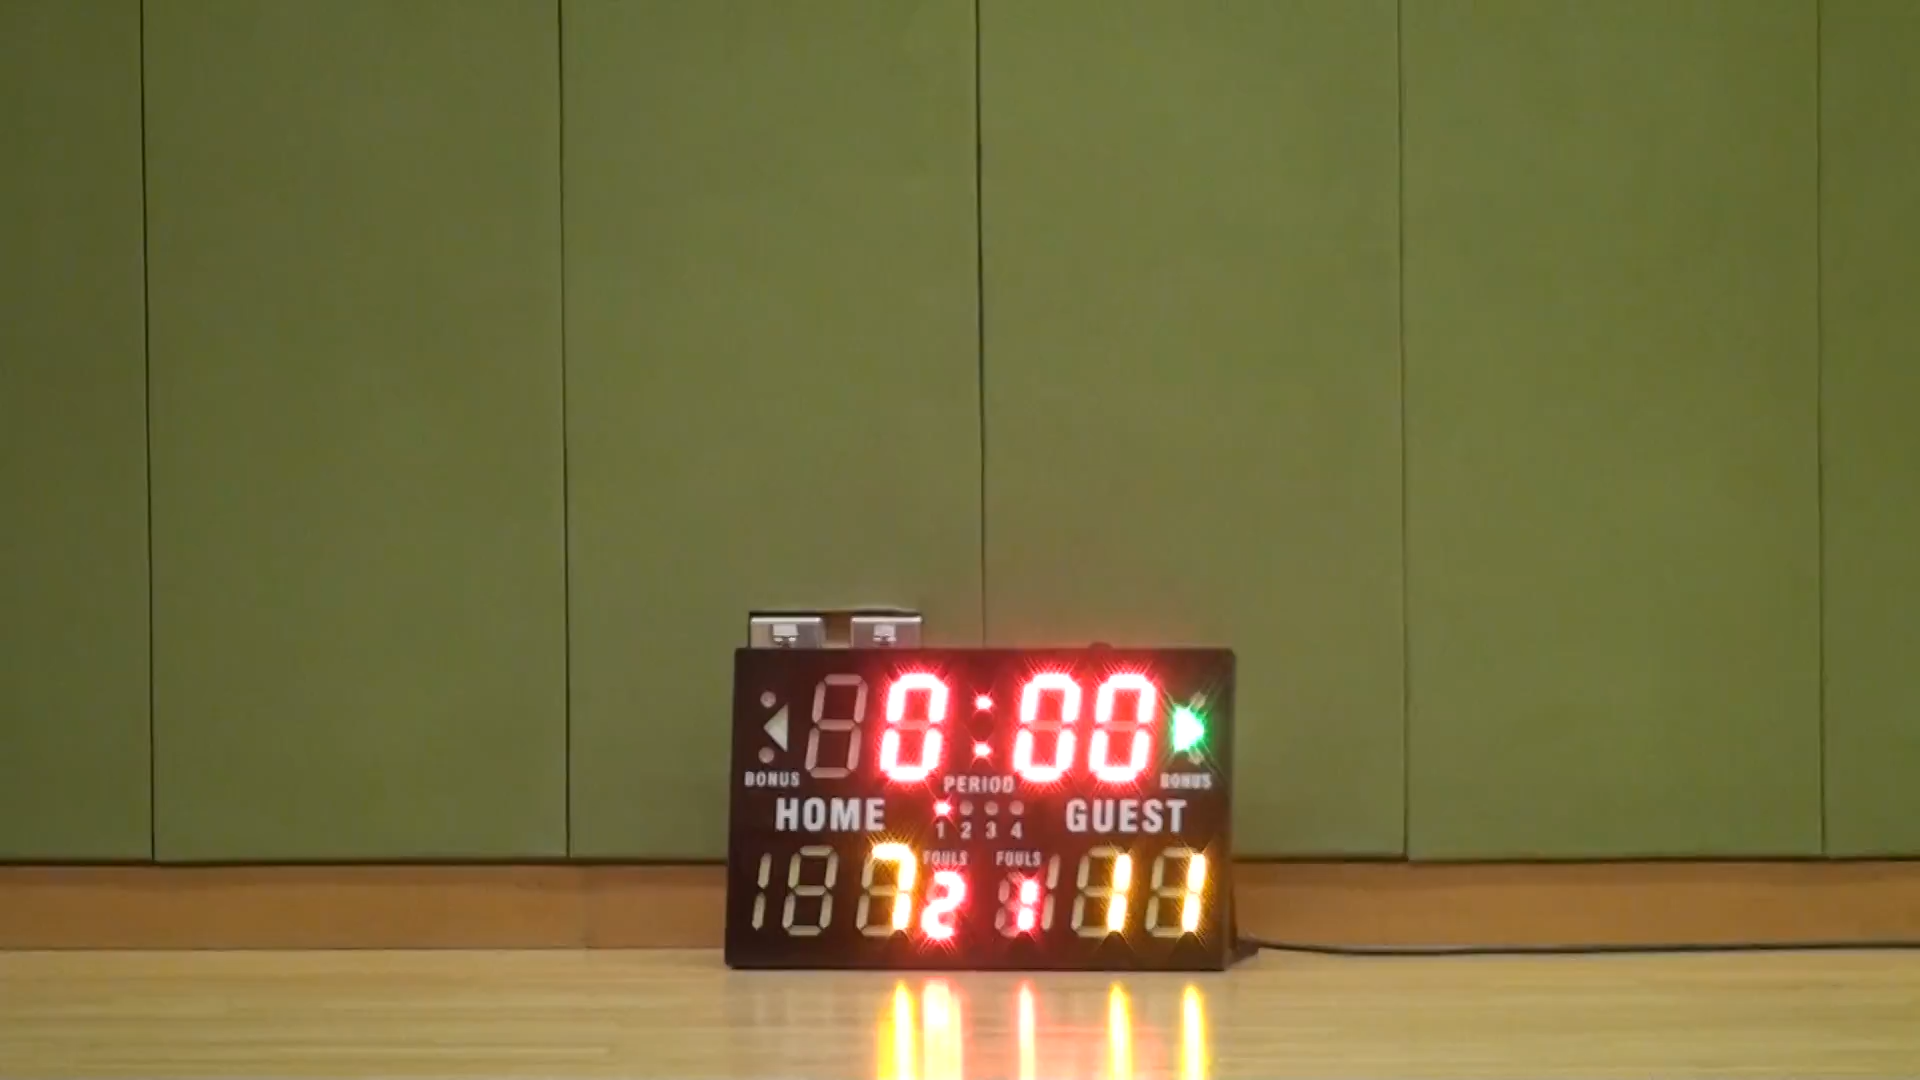 0:00
BONUS PERIOD BONUS
HOME GUEST
1 2 3 4
FOULS FOULS
7 2 1 11